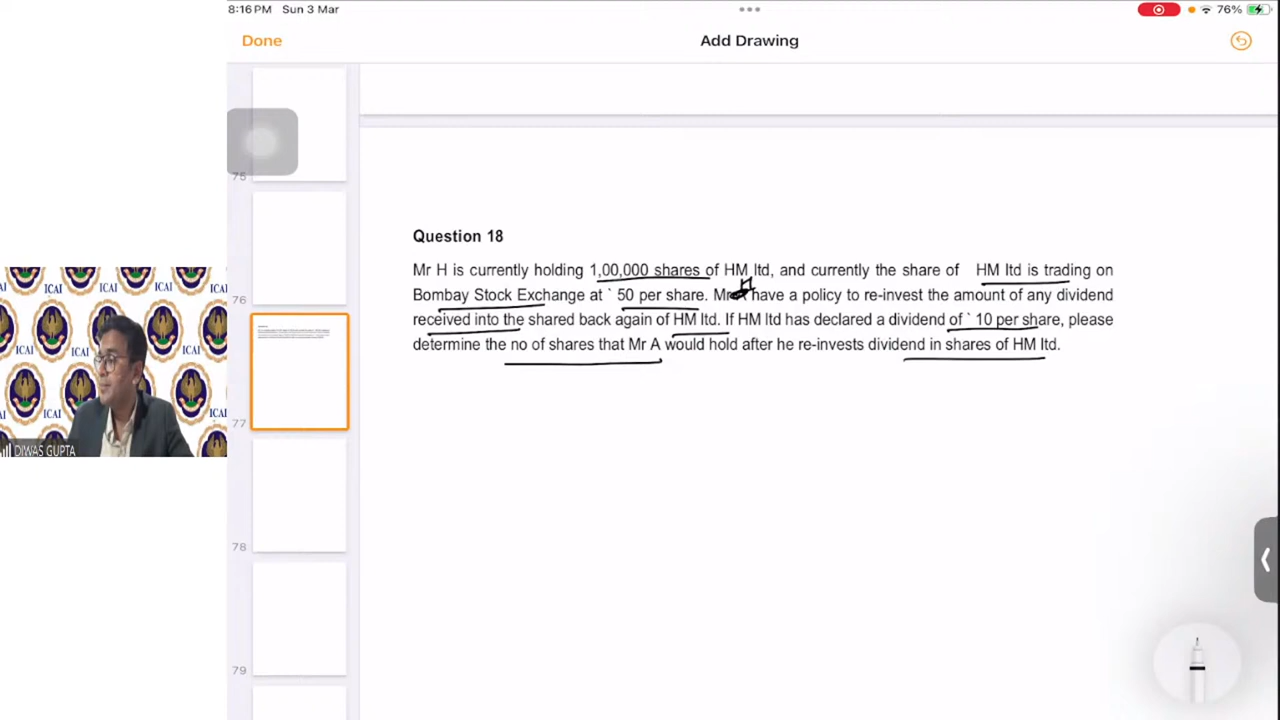 8:16 PM Sun 3 Mar
76%
Done
Add Drawing
75
76
77
78
79
Question 18
Mr H is currently holding 1,00,000 shares of HM ltd, and currently the share of HM ltd is trading on
Bombay Stock Exchange at ` 50 per share. Mr H have a policy to re-invest the amount of any dividend
received into the shared back again of HM ltd. If HM ltd has declared a dividend of ` 10 per share, please
determine the no of shares that Mr A would hold after he re-invests dividend in shares of HM ltd.
ICAI
ICAI
ICAI
ICAI
DIWAS GUPTA